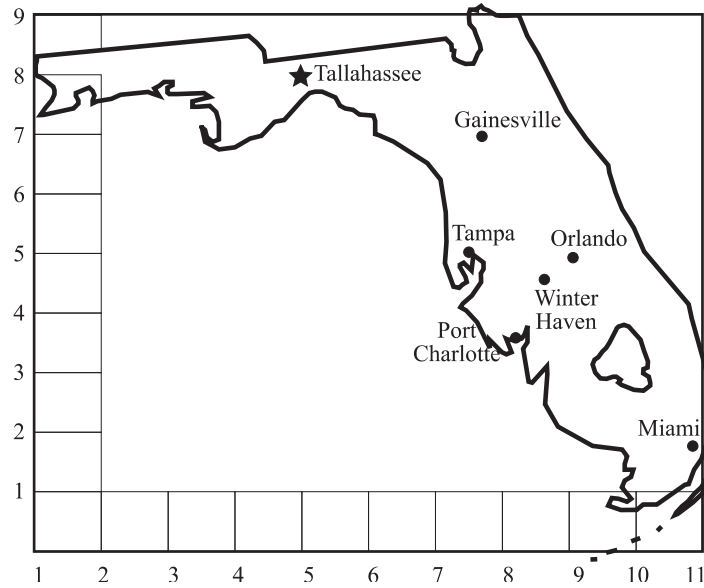 9
8
Tallahassee
Gainesville
7
Tampa
Orlando
5
6
Winter
Haven
4
Port
Charlotte
3
Miami
2
1
1 2 3 4 5 6 7 8 9 10 11